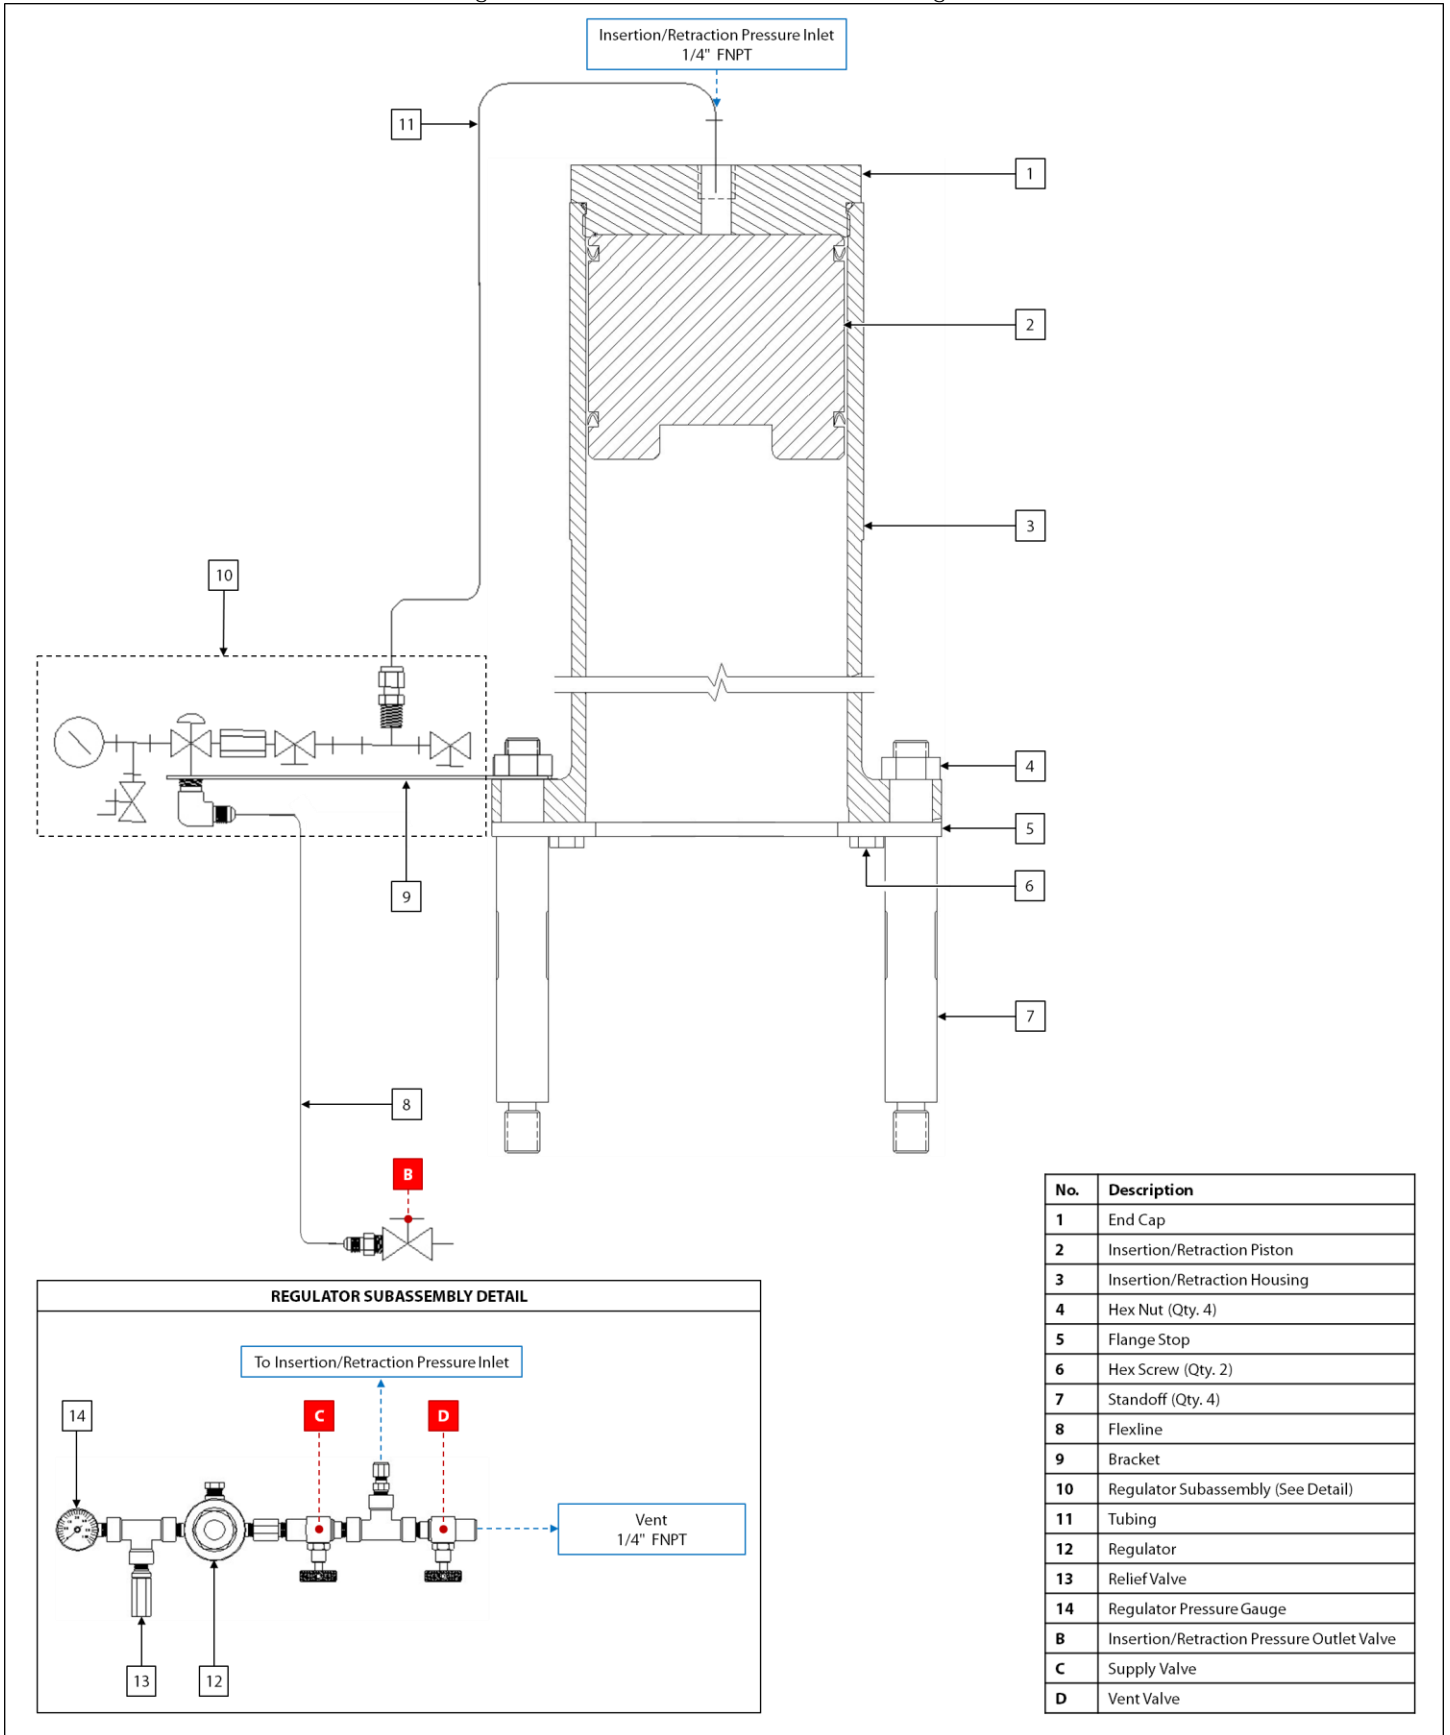 Insertion/Retraction Pressure Inlet
1/4" FNPT
11
1
2
3
10
4
5
9
6
7
8
B
REGULATOR SUBASSEMBLY DETAIL
To Insertion/Retraction Pressure Inlet
14
C
D
Vent
1/4" FNPT
13
12
No. Description
1 End Cap
2 Insertion/Retraction Piston
3 Insertion/Retraction Housing
4 Hex Nut (Qty. 4)
5 Flange Stop
6 Hex Screw (Qty. 2)
7 Standoff (Qty. 4)
8 Flexline
9 Bracket
10 Regulator Subassembly (See Detail)
11 Tubing
12 Regulator
13 Relief Valve
14 Regulator Pressure Gauge
B Insertion/Retraction Pressure Outlet Valve
C Supply Valve
D Vent Valve